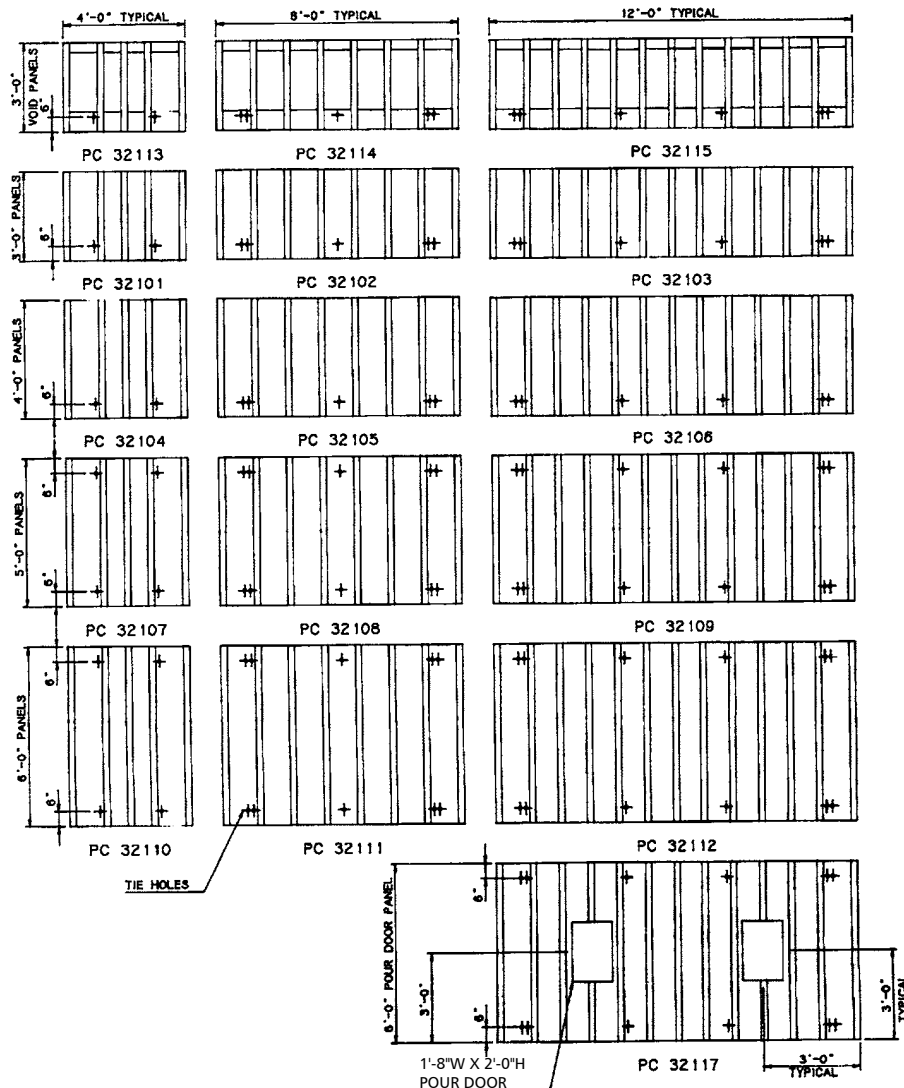 4'-0" TYPICAL
8'-0" TYPICAL
12'-0" TYPICAL
3'-0"
VOID PANELS
6"
PC 32113
PC 32114
PC 32115
3'-0" PANELS
6"
PC 32101
PC 32102
PC 32103
4'-0" PANELS
6"
PC 32104
PC 32105
PC 32106
6"
5'-0" PANELS
6"
PC 32107
PC 32108
PC 32109
6"
6'-0" PANELS
6"
PC 32110
PC 32111
PC 32112
TIE HOLES
6"
6'-0" POUR DOOR PANEL
3'-0"
6"
3'-0"
TYPICAL
1'-8"W X 2'-0"H
POUR DOOR
PC 32117
3'-0"
TYPICAL